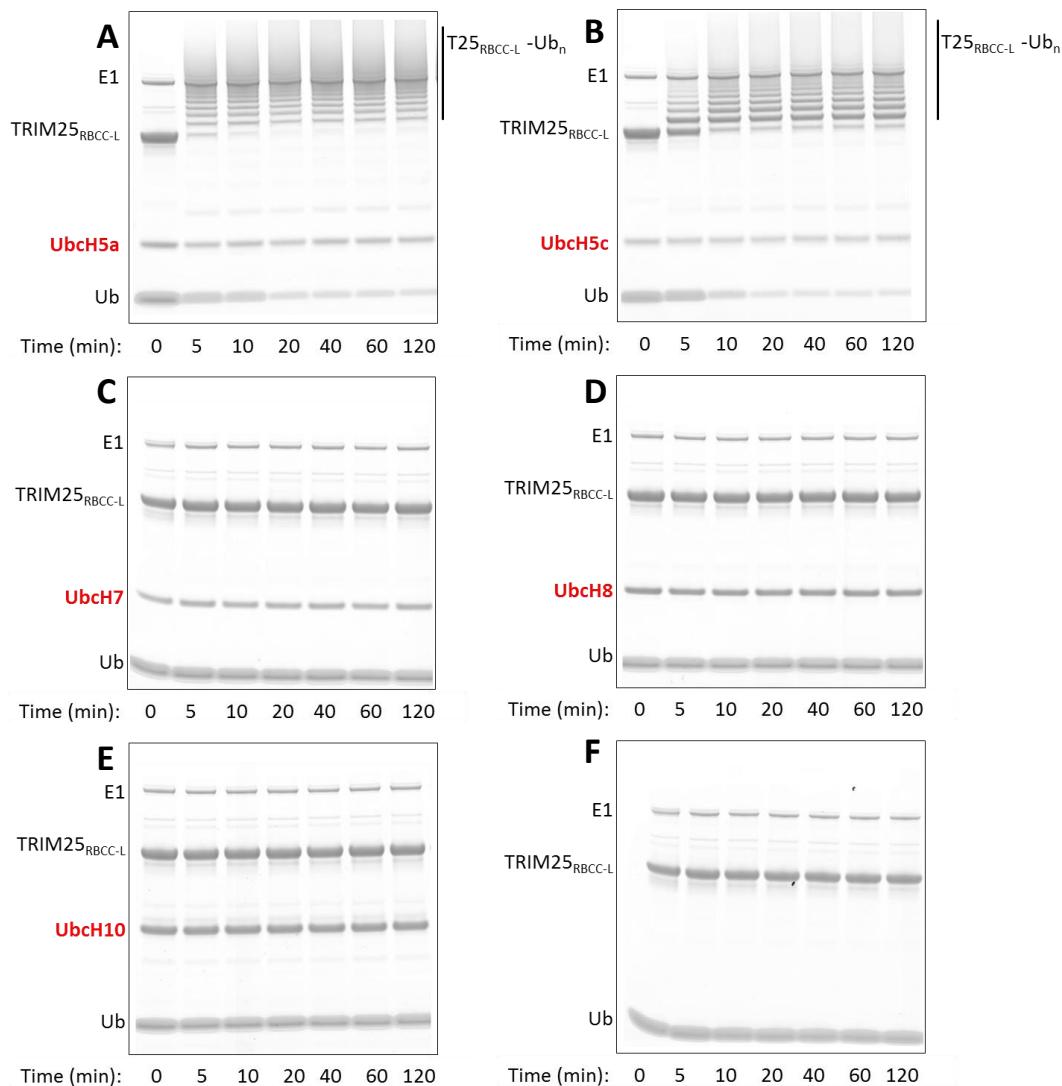 A
E1
TRIM25RBCC-L
UbcH5a
Ub
T25RBCC-L -Ubn
Time (min): 0 5 10 20 40 60 120
B
E1
TRIM25RBCC-L
UbcH5c
Ub
T25RBCC-L -Ubn
Time (min): 0 5 10 20 40 60 120
C
E1
TRIM25RBCC-L
UbcH7
Ub
Time (min): 0 5 10 20 40 60 120
D
E1
TRIM25RBCC-L
UbcH8
Ub
Time (min): 0 5 10 20 40 60 120
E
E1
TRIM25RBCC-L
UbcH10
Ub
Time (min): 0 5 10 20 40 60 120
F
E1
TRIM25RBCC-L
Ub
Time (min): 0 5 10 20 40 60 120